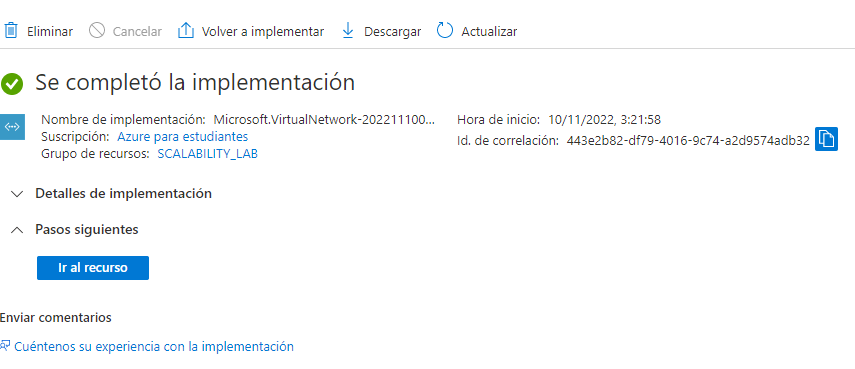 Eliminar Cancelar Volver a implementar Descargar Actualizar
Se completó la implementación
Nombre de implementación: Microsoft.VirtualNetwork-202211100...
Suscripción: Azure para estudiantes
Grupo de recursos: SCALABILITY_LAB
Hora de inicio: 10/11/2022, 3:21:58
Id. de correlación: 443e2b82-df79-4016-9c74-a2d9574adb32
Detalles de implementación
Pasos siguientes
Ir al recurso
Enviar comentarios
Cuéntenos su experiencia con la implementación